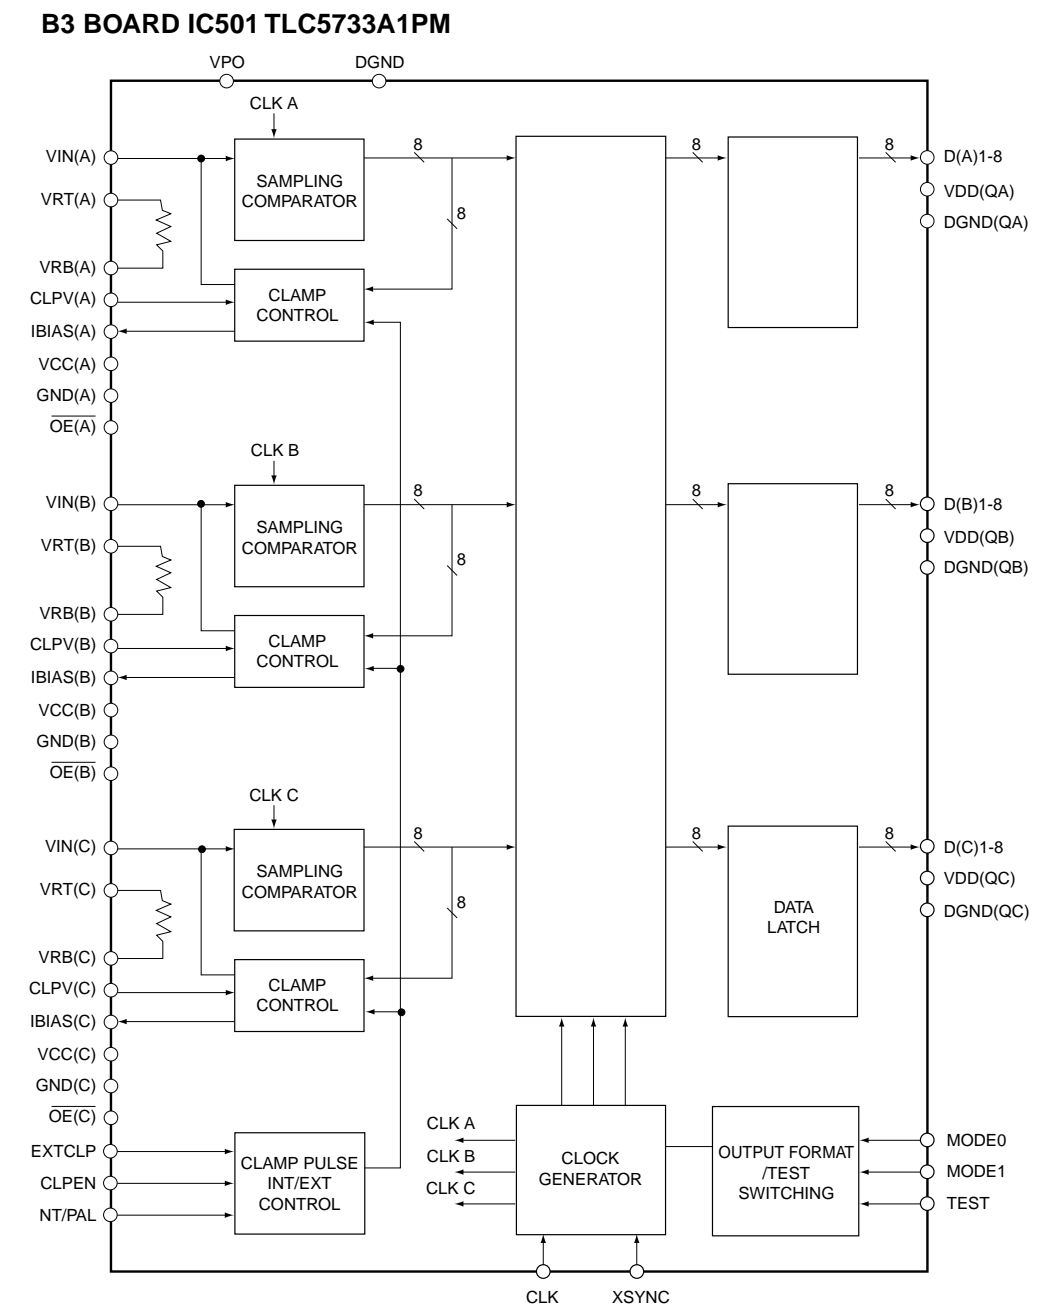 B3 BOARD IC501 TLC5733A1PM
VPO
DGND
CLK A
VIN(A)
SAMPLING
COMPARATOR
8
8
8
8
D(A)1-8
VRT(A)
VDD(QA)
DGND(QA)
VRB(A)
CLPV(A)
CLAMP
CONTROL
IBIAS(A)
VCC(A)
GND(A)
OE(A)
CLK B
VIN(B)
SAMPLING
COMPARATOR
8
8
8
8
D(B)1-8
VRT(B)
VDD(QB)
DGND(QB)
VRB(B)
CLPV(B)
CLAMP
CONTROL
IBIAS(B)
VCC(B)
GND(B)
OE(B)
CLK C
VIN(C)
SAMPLING
COMPARATOR
8
8
8
8
D(C)1-8
VRT(C)
VDD(QC)
DATA
LATCH
DGND(QC)
VRB(C)
CLPV(C)
CLAMP
CONTROL
IBIAS(C)
VCC(C)
GND(C)
OE(C)
EXTCLP
CLPEN
NT/PAL
CLAMP PULSE
INT/EXT
CONTROL
CLK A
CLK B
CLK C
CLOCK
GENERATOR
OUTPUT FORMAT
/TEST
SWITCHING
MODE0
MODE1
TEST
CLK
XSYNC